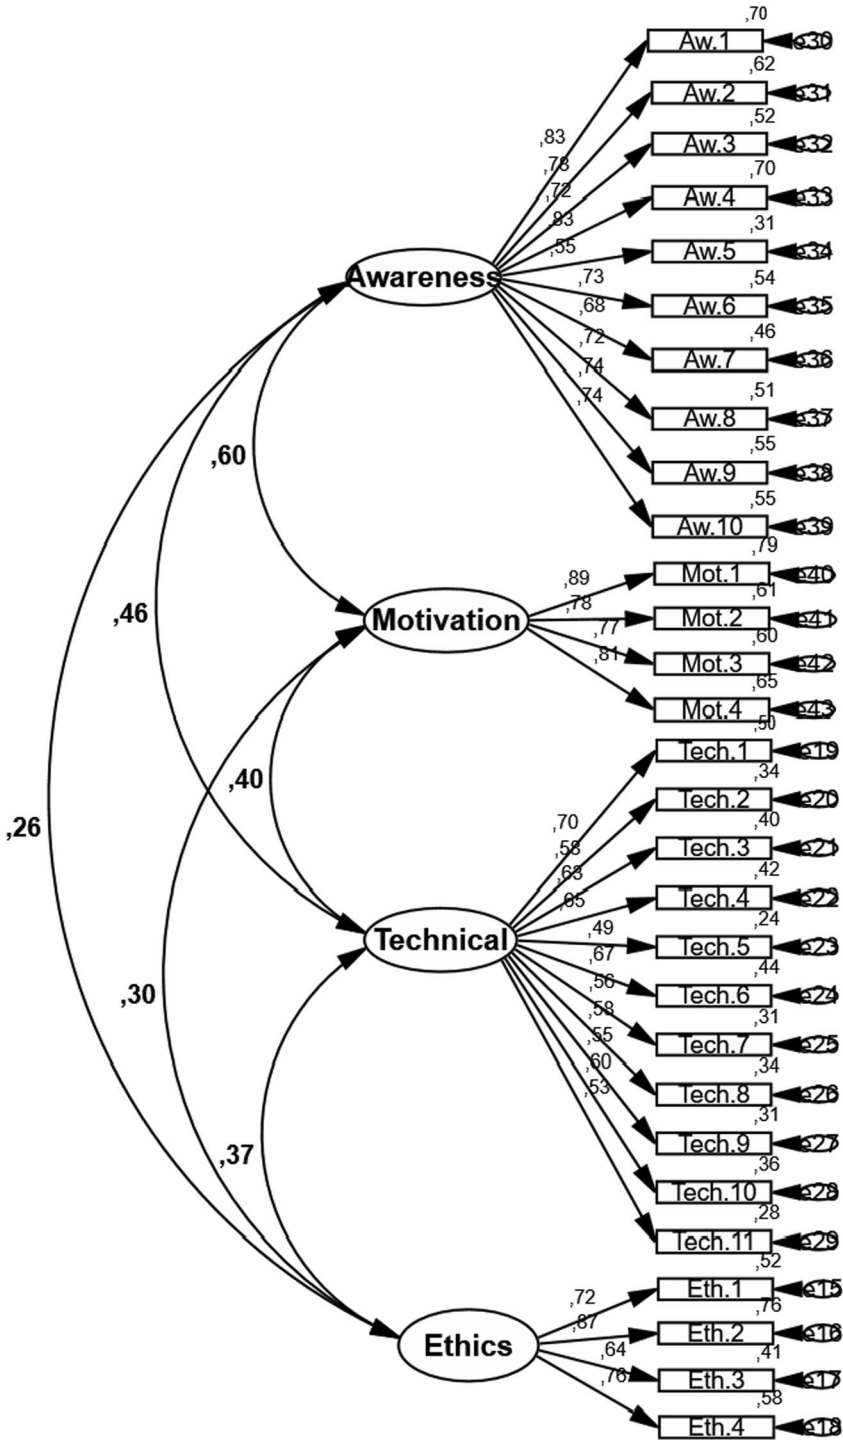 ,70
Aw.1 e30
,62
Aw.2 e31
,52
Aw.3 e32
,70
Aw.4 e33
,31
Aw.5 e34
,54
Aw.6 e35
,46
Aw.7 e36
,51
Aw.8 e37
,55
Aw.9 e38
,55
Aw.10 e39
,83
,78
,72
,83
,55
,73
,68
,72
,74
,74
Awareness
,60
,79
Mot.1 e40
,61
Mot.2 e41
,60
Mot.3 e42
,65
Mot.4 e43
,89
,78
,77
,81
Motivation
,46
,40
,26
,50
Tech.1 e19
,34
Tech.2 e20
,40
Tech.3 e21
,42
Tech.4 e22
,24
Tech.5 e23
,44
Tech.6 e24
,31
Tech.7 e25
,34
Tech.8 e26
,31
Tech.9 e27
,36
Tech.10 e28
,28
Tech.11 e29
,70
,58
,63
,65
,49
,67
,56
,58
,55
,60
,53
Technical
,30
,37
,52
Eth.1 e15
,76
Eth.2 e16
,41
Eth.3 e17
,58
Eth.4 e18
,72
,87
,64
,76
Ethics